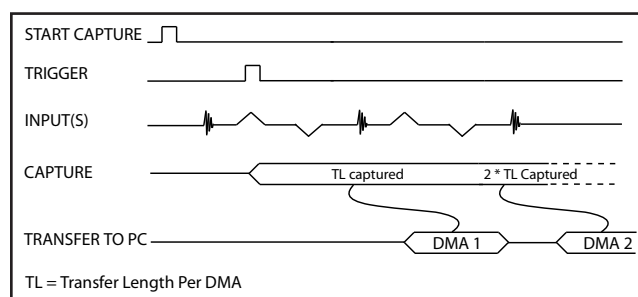 START CAPTURE
TRIGGER
INPUT(S)
CAPTURE
TL captured
2 * TL Captured
TRANSFER TO PC
DMA 1
DMA 2
TL = Transfer Length Per DMA